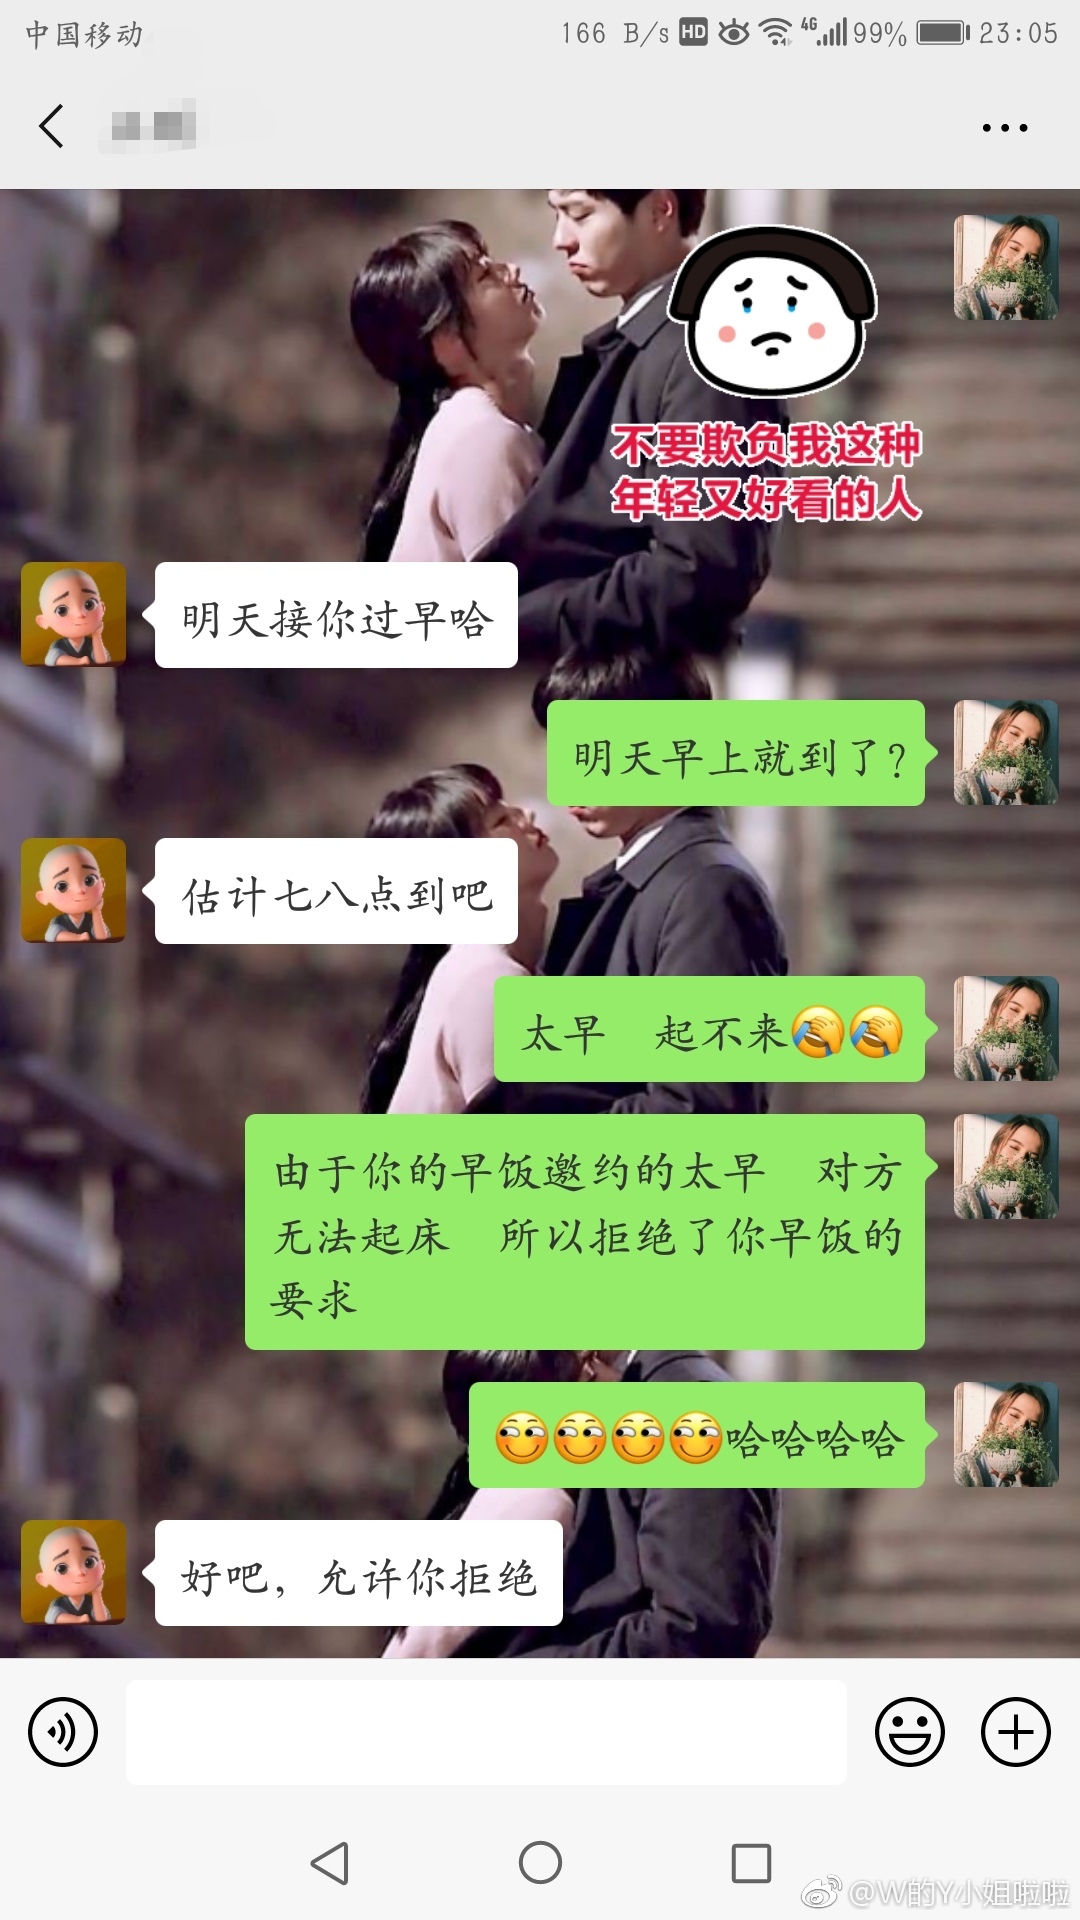 中国移动 166 B/s HD 4G 99% 23:05
不要欺负我这种
年轻又好看的人
明天接你过早哈
明天早上就到了?
估计七八点到吧
太早 起不来
由于你的早饭邀约的太早 对方
无法起床 所以拒绝了你早饭的
要求
哈哈哈哈
好吧，允许你拒绝
@W的Y小姐啦啦